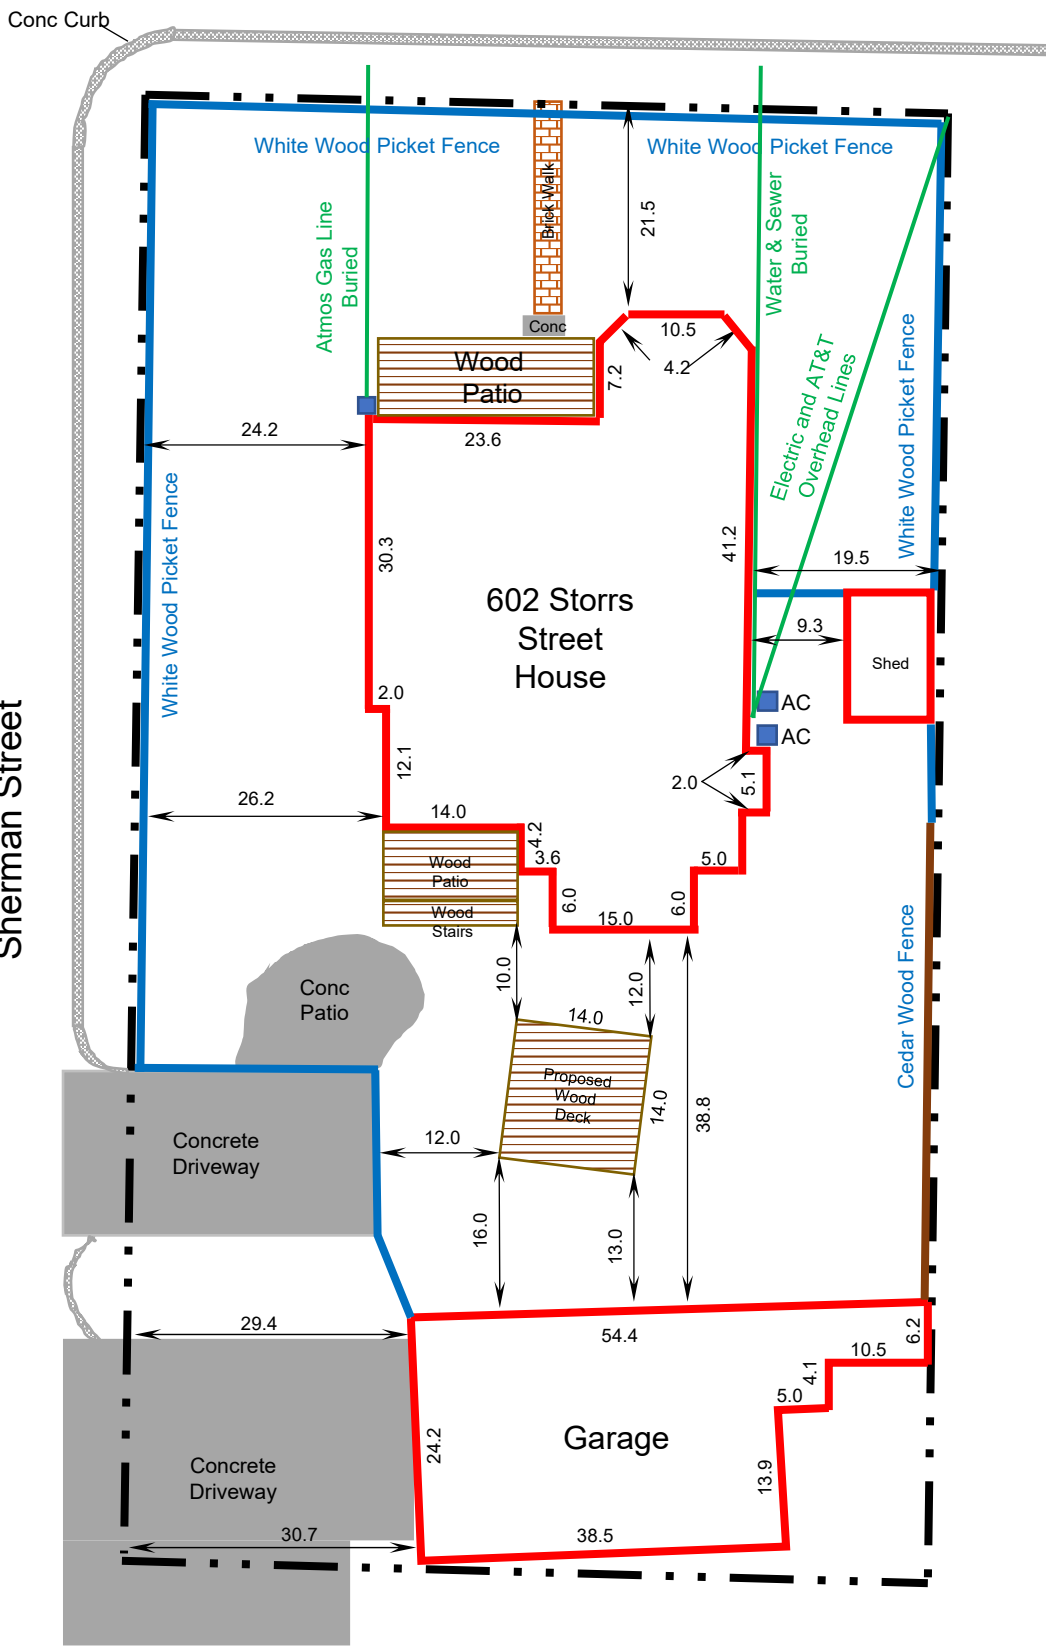 Conc Curb
White Wood Picket Fence
White Wood Picket Fence
Brick Walk
21.5
Atmos Gas Line
Buried
Water & Sewer
Buried
Conc
10.5
4.2
7.2
Wood
Patio
Electric and AT&T
Overhead Lines
White Wood Picket Fence
24.2
23.6
White Wood Picket Fence
30.3
41.2
19.5
602 Storrs
Street
House
9.3
Shed
2.0
AC
AC
12.1
2.0
5.1
26.2
14.0
4.2
3.6
5.0
Wood
Patio
6.0
6.0
Wood
Stairs
15.0
Sherman Street
10.0
12.0
Conc
Patio
14.0
Cedar Wood Fence
Proposed
Wood
Deck
14.0
38.8
Concrete
Driveway
12.0
16.0
13.0
29.4
54.4
6.2
10.5
4.1
5.0
24.2
Garage
13.9
Concrete
Driveway
30.7
38.5